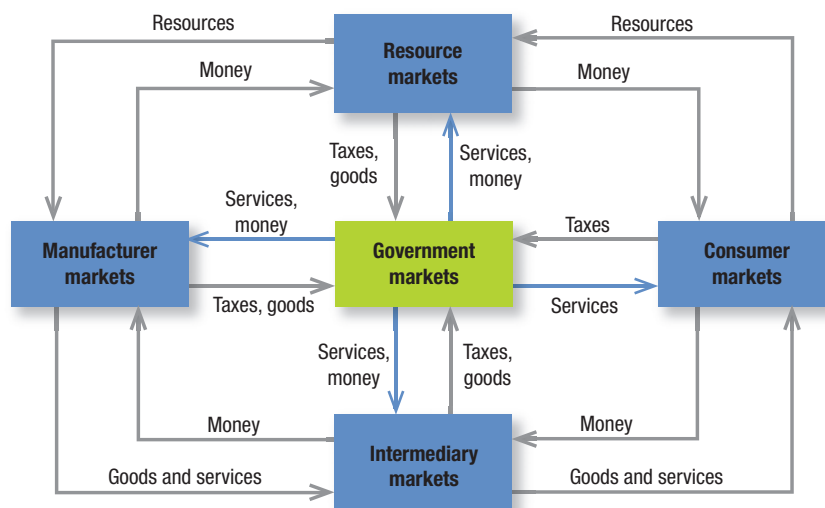 Resources
Resources
Resource
markets
Money
Money
Taxes,
goods
Services,
money
Services,
money
Taxes
Manufacturer
markets
Government
markets
Consumer
markets
Taxes, goods
Services
Services,
money
Taxes,
goods
Money
Money
Intermediary
markets
Goods and services
Goods and services